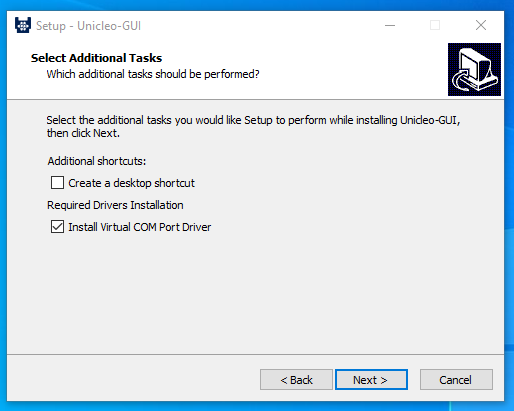 Setup - Unicleo-GUI
Select Additional Tasks
Which additional tasks should be performed?
Select the additional tasks you would like Setup to perform while installing Unicleo-GUI,
then click Next.
Additional shortcuts:
Create a desktop shortcut
Required Drivers Installation
Install Virtual COM Port Driver
< Back
Next >
Cancel